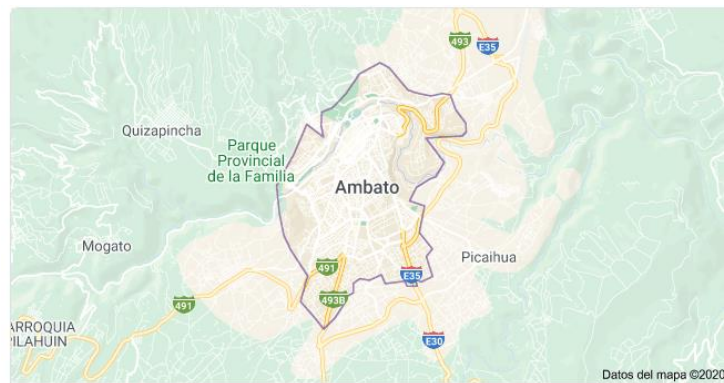 493
E35
Quizapincha
Parque
Provincial
de la Familia
Ambato
Mogato
Picaihua
491
E35
493B
491
ARROQUIA
PILAHUIN
E30
Datos del mapa ©2020